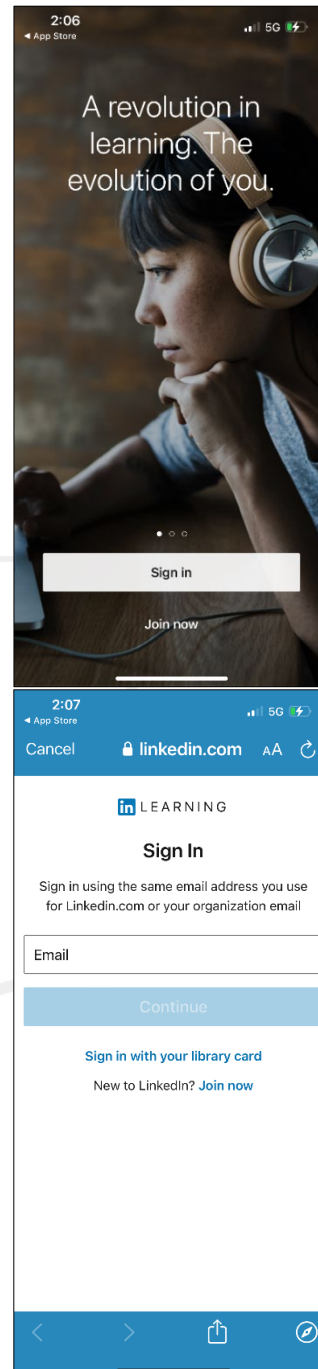 2:06
5G
◀ App Store
A revolution in
learning. The
evolution of you.
Sign in
Join now
2:07
5G
◀ App Store
Cancel
linkedin.com
AA
in LEARNING
Sign In
Sign in using the same email address you use
for Linkedin.com or your organization email
Email
Continue
Sign in with your library card
New to LinkedIn? Join now